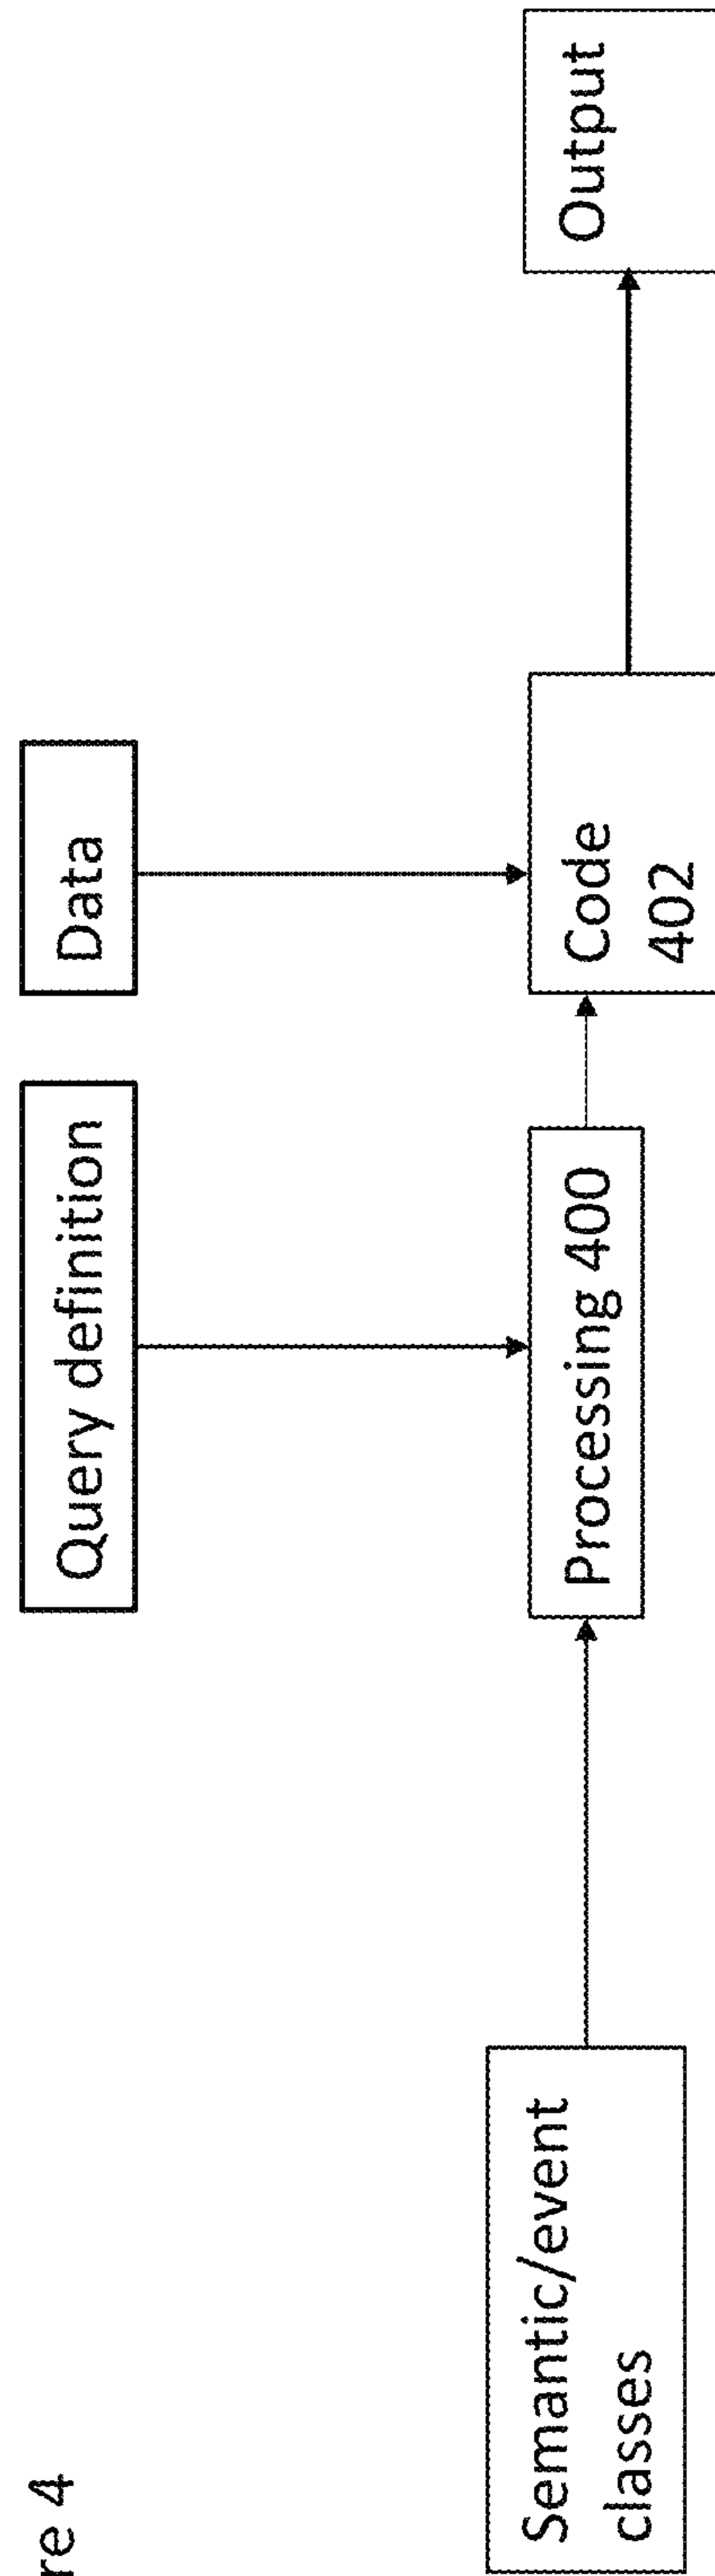 re 4
Query definition
Data
Semantic/event
classes
Processing 400
Code
402
Output